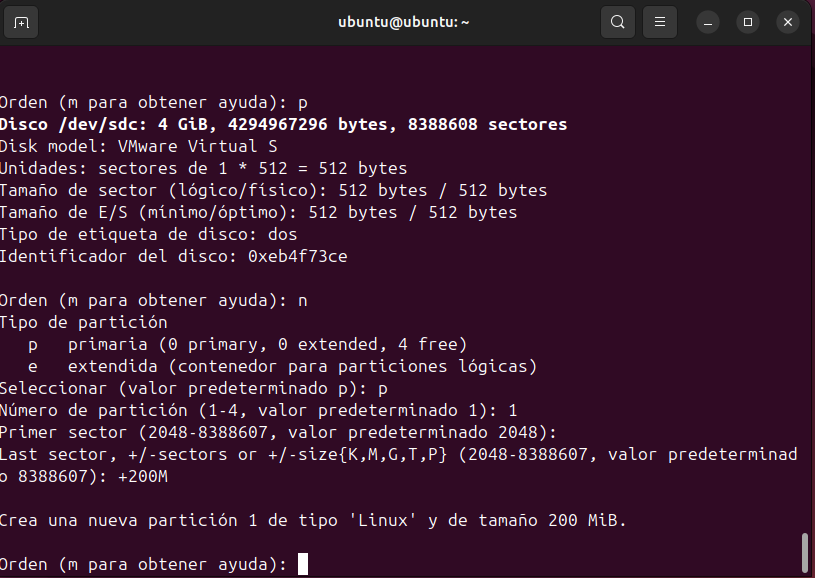 ubuntu@ubuntu: ~
Orden (m para obtener ayuda): p
Disco /dev/sdc: 4 GiB, 4294967296 bytes, 8388608 sectores
Disk model: VMware Virtual S
Unidades: sectores de 1 * 512 = 512 bytes
Tamaño de sector (lógico/físico): 512 bytes / 512 bytes
Tamaño de E/S (mínimo/óptimo): 512 bytes / 512 bytes
Tipo de etiqueta de disco: dos
Identificador del disco: 0xeb4f73ce
Orden (m para obtener ayuda): n
Tipo de partición
p   primaria (0 primary, 0 extended, 4 free)
e   extendida (contenedor para particiones lógicas)
Seleccionar (valor predeterminado p): p
Número de partición (1-4, valor predeterminado 1): 1
Primer sector (2048-8388607, valor predeterminado 2048):
Last sector, +/-sectors or +/-size{K,M,G,T,P} (2048-8388607, valor predeterminad
o 8388607): +200M
Crea una nueva partición 1 de tipo 'Linux' y de tamaño 200 MiB.
Orden (m para obtener ayuda):